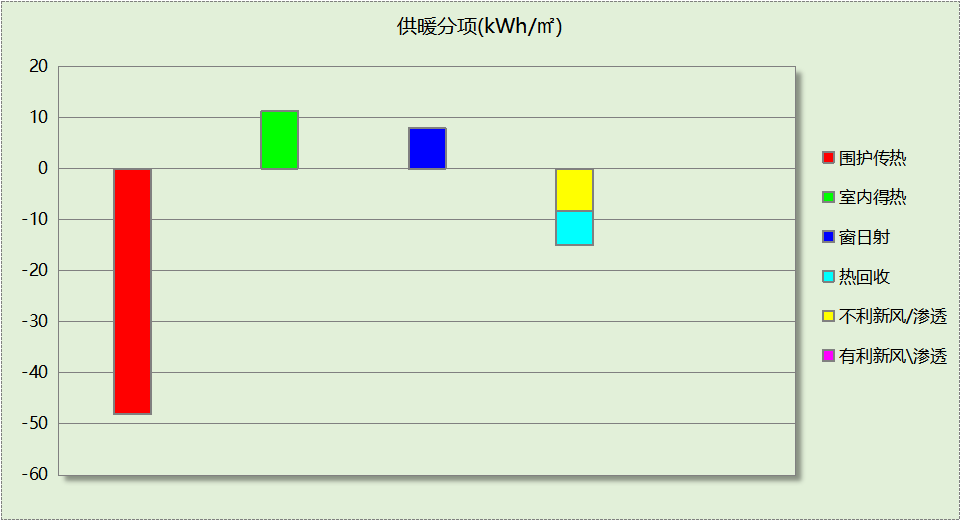 供暖分项(kWh/㎡)
20
10
0
-10
-20
-30
-40
-50
-60
围护传热
室内得热
窗日射
热回收
不利新风/渗透
有利新风\渗透